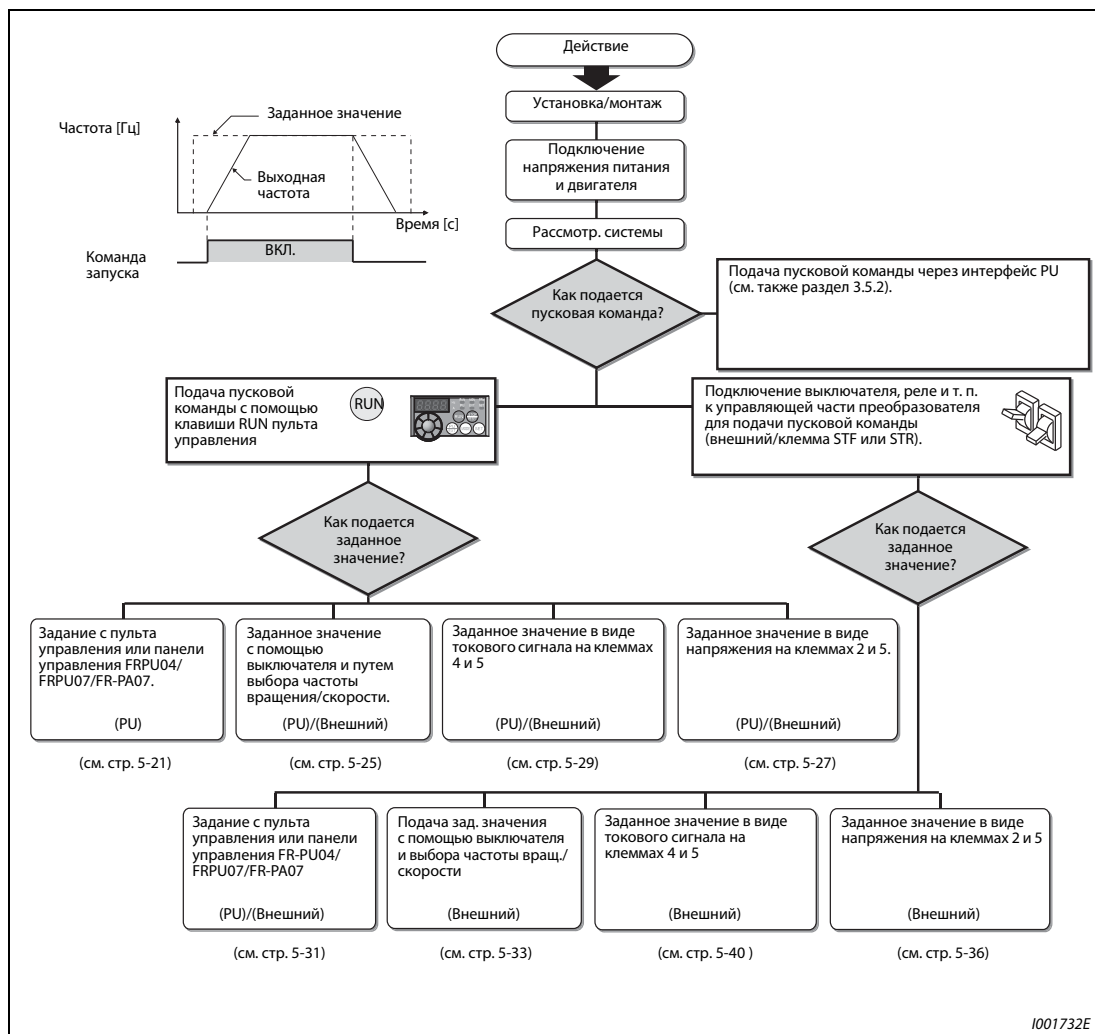 Действие
Установка/монтаж
Подключение
напряжения питания
и двигателя
Рассмотр. системы
Частота [Гц]
Заданное значение
Выходная
частота
Время [с]
ВКЛ.
Команда
запуска
Как подается
пусковая команда?
Подача пусковой команды через интерфейс PU
(см. также раздел 3.5.2).
Подача пусковой
команды с помощью
клавиши RUN пульта
управления
RUN
Подключение выключателя, реле и т. п.
к управляющей части преобразователя
для подачи пусковой команды
(внешний/клемма STF или STR).
Как подается
заданное
значение?
Как подается
заданное
значение?
Задание с пульта
управления или панели
управления FRPU04/
FRPU07/FR-PA07.
(PU)
(см. стр. 5-21)
Заданное значение
с помощью
выключателя и путем
выбора частоты
вращения/скорости.
(PU)/(Внешний)
(см. стр. 5-25)
Заданное значение в виде
токового сигнала на клеммах
4 и 5
(PU)/(Внешний)
(см. стр. 5-29)
Заданное значение в виде
напряжения на клеммах 2 и 5.
(PU)/(Внешний)
(см. стр. 5-27)
Задание с пульта
управления или панели
управления FR-PU04/
FRPU07/FR-PA07
(PU)/(Внешний)
(см. стр. 5-31)
Подача зад. значения
с помощью выключателя
и выбора частоты вращ./
скорости
(Внешний)
(см. стр. 5-33)
Заданное значение в виде
токового сигнала на
клеммах 4 и 5
(Внешний)
(см. стр. 5-40 )
Заданное значение в виде
напряжения на клеммах 2 и 5
(Внешний)
(см. стр. 5-36)
I001732E